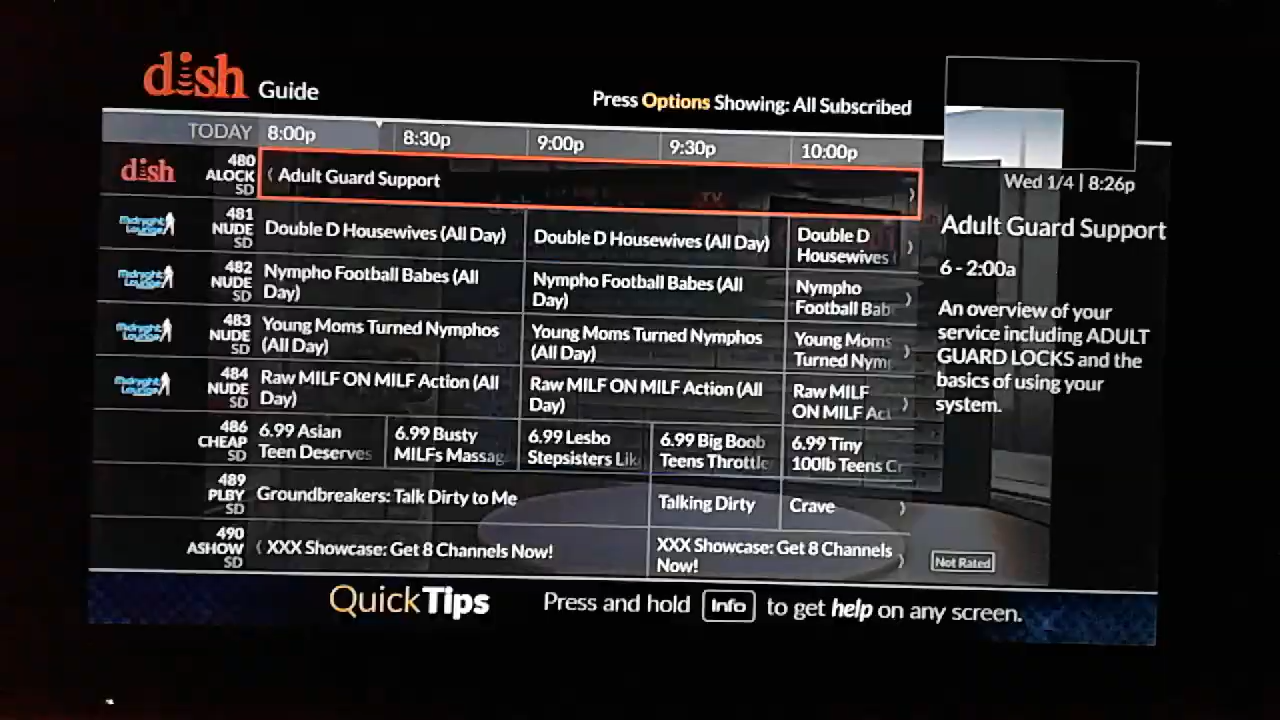 dish Guide
Press Options Showing: All Subscribed
TODAY 8:00p 8:30p 9:00p 9:30p 10:00p
Wed 1/4 | 8:26p
dish 480 ALOCK SD
Adult Guard Support
Midnight Lounge 481 NUDE SD
Double D Housewives (All Day)
Double D Housewives (All Day)
Double D Housewives (
Midnight Lounge 482 NUDE SD
Nympho Football Babes (All Day)
Nympho Football Babes (All Day)
Nympho Football Bab
Midnight Lounge 483 NUDE SD
Young Moms Turned Nymphos (All Day)
Young Moms Turned Nymphos (All Day)
Young Moms Turned Nym
Midnight Lounge 484 NUDE SD
Raw MILF ON MILF Action (All Day)
Raw MILF ON MILF Action (All Day)
Raw MILF ON MILF Act
486 CHEAP SD
6.99 Asian Teen Deserves
6.99 Busty MILFs Massag
6.99 Lesbo Stepsisters Lik
6.99 Big Boob Teens Throttle
6.99 Tiny 100lb Teens Cr
489 PLBY SD
Groundbreakers: Talk Dirty to Me
Talking Dirty
Crave
490 ASHOW SD
XXX Showcase: Get 8 Channels Now!
XXX Showcase: Get 8 Channels Now!
Adult Guard Support
6 - 2:00a
An overview of your
service including ADULT
GUARD LOCKS and the
basics of using your
system.
Not Rated
QuickTips Press and hold Info to get help on any screen.